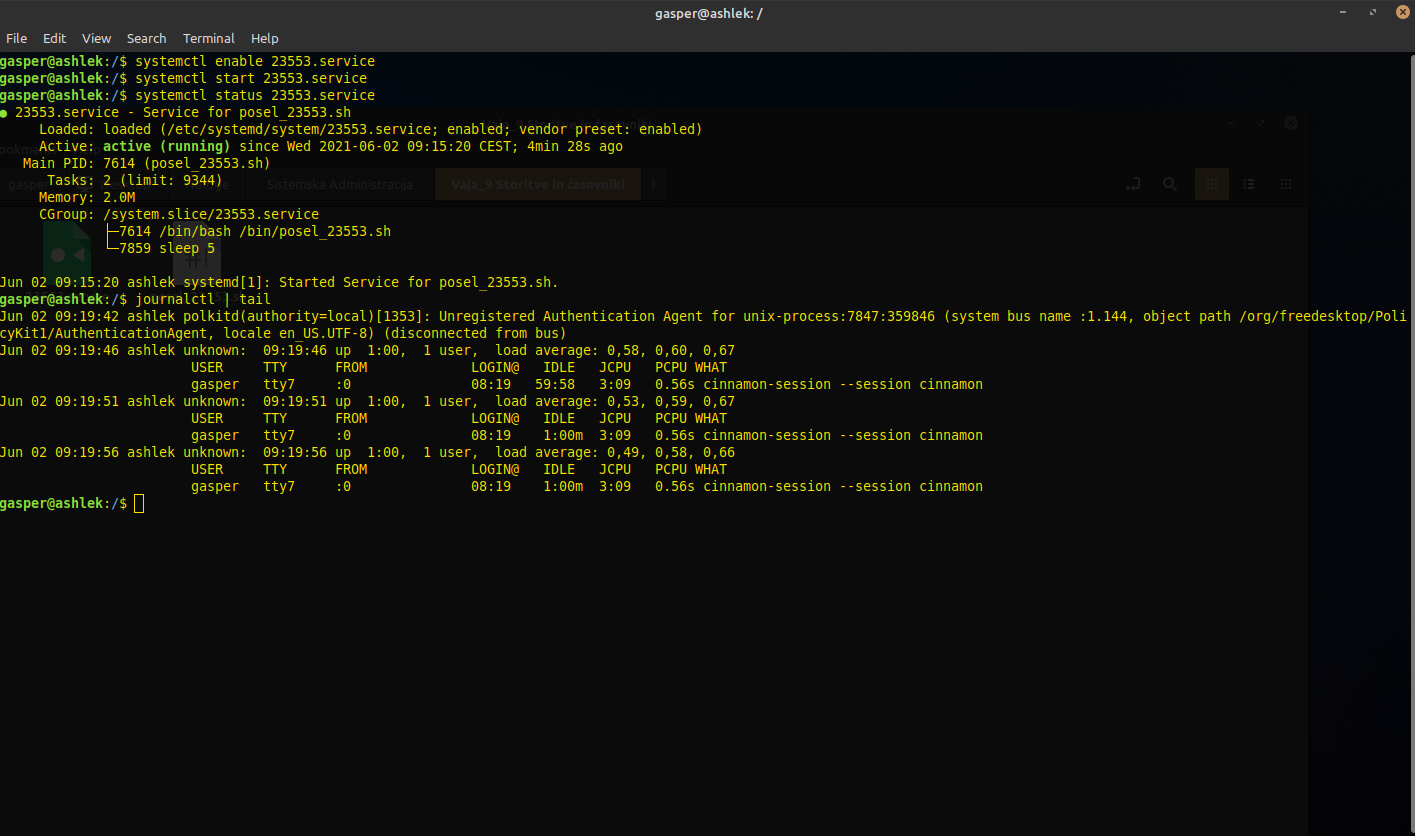 gasper@ashlek: /
File Edit View Search Terminal Help
gasper@ashlek:/$ systemctl enable 23553.service
gasper@ashlek:/$ systemctl start 23553.service
gasper@ashlek:/$ systemctl status 23553.service
● 23553.service - Service for posel_23553.sh
     Loaded: loaded (/etc/systemd/system/23553.service; enabled; vendor preset: enabled)
     Active: active (running) since Wed 2021-06-02 09:15:20 CEST; 4min 28s ago
   Main PID: 7614 (posel_23553.sh)
      Tasks: 2 (limit: 9344)
     Memory: 2.0M
     CGroup: /system.slice/23553.service
             ├─7614 /bin/bash /bin/posel_23553.sh
             └─7859 sleep 5
Jun 02 09:15:20 ashlek systemd[1]: Started Service for posel_23553.sh.
gasper@ashlek:/$ journalctl | tail
Jun 02 09:19:42 ashlek polkitd(authority=local)[1353]: Unregistered Authentication Agent for unix-process:7847:359846 (system bus name :1.144, object path /org/freedesktop/Poli
cyKit1/AuthenticationAgent, locale en_US.UTF-8) (disconnected from bus)
Jun 02 09:19:46 ashlek unknown:  09:19:46 up  1:00,  1 user,  load average: 0,58, 0,60, 0,67
                        USER     TTY      FROM             LOGIN@   IDLE   JCPU   PCPU WHAT
                        gasper   tty7     :0               08:19   59:58   3:09   0.56s cinnamon-session --session cinnamon
Jun 02 09:19:51 ashlek unknown:  09:19:51 up  1:00,  1 user,  load average: 0,53, 0,59, 0,67
                        USER     TTY      FROM             LOGIN@   IDLE   JCPU   PCPU WHAT
                        gasper   tty7     :0               08:19    1:00m  3:09   0.56s cinnamon-session --session cinnamon
Jun 02 09:19:56 ashlek unknown:  09:19:56 up  1:00,  1 user,  load average: 0,49, 0,58, 0,66
                        USER     TTY      FROM             LOGIN@   IDLE   JCPU   PCPU WHAT
                        gasper   tty7     :0               08:19    1:00m  3:09   0.56s cinnamon-session --session cinnamon
gasper@ashlek:/$
Sistemska Administracija
Vaja_9 Storitve in časovniki